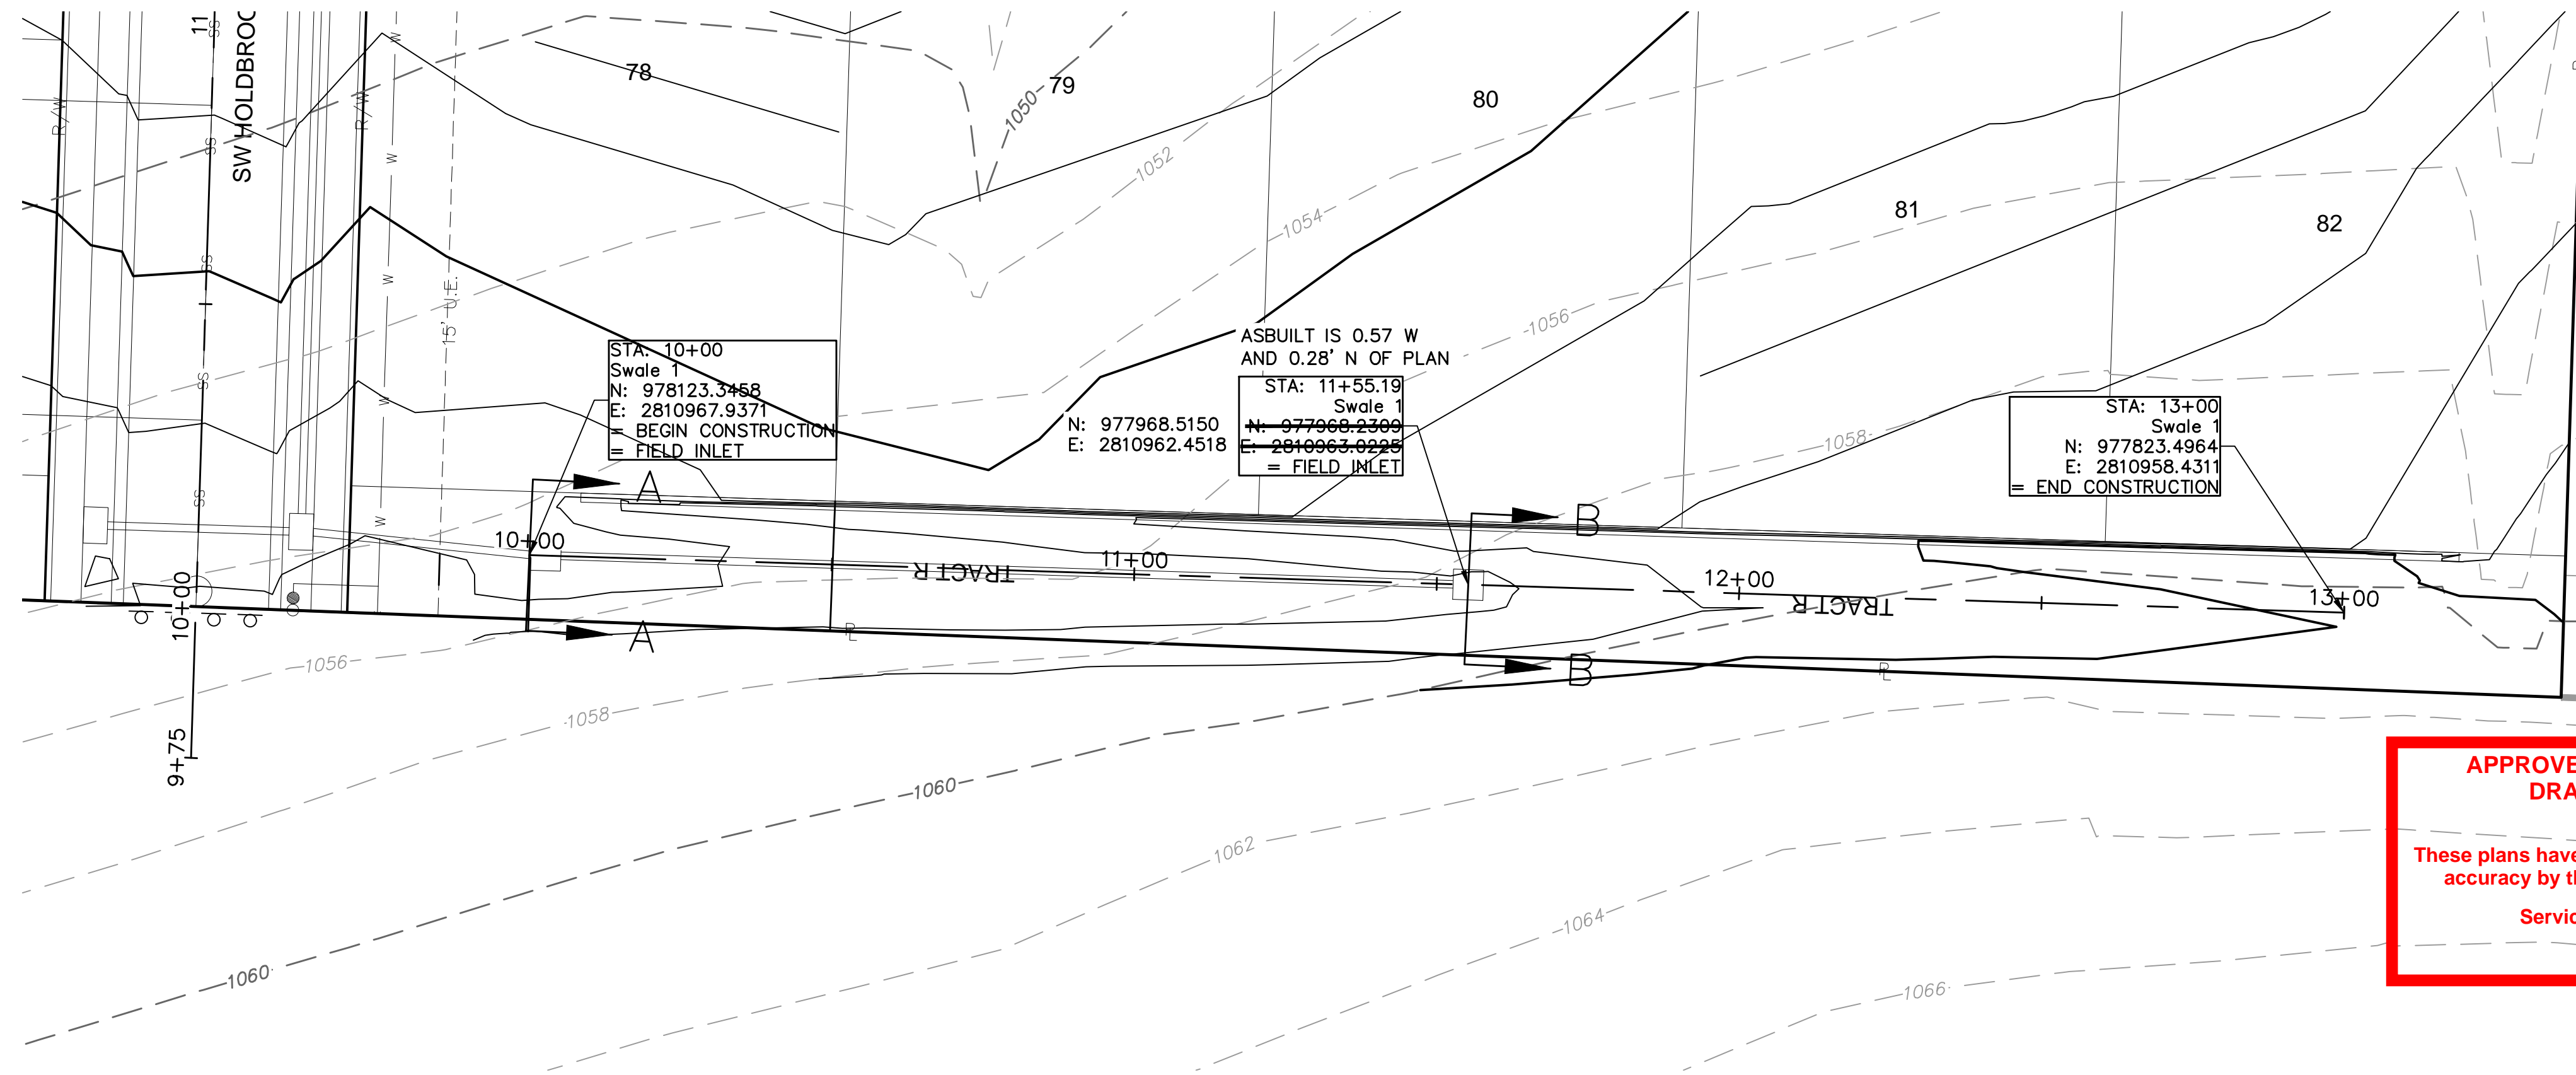 11
SW HOLDBROO
R/W
R/W
SS
SS
SS
SS
SS
W
W
W
W
W
15' U.E.
78
79
80
81
82
1050
1052
1054
1056
1058
STA: 10+00
Swale 1
N: 978123.3458
E: 2810967.9371
= BEGIN CONSTRUCTION
= FIELD INLET
ASBUILT IS 0.57 W
AND 0.28' N OF PLAN
N: 977968.5150
E: 2810962.4518
STA: 11+55.19
Swale 1
N: 977968.2309
E: 2810963.0225
= FIELD INLET
STA: 13+00
Swale 1
N: 977823.4964
E: 2810958.4311
= END CONSTRUCTION
A
B
10+00
11+00
12+00
13+00
TRACT R
TRACT R
A
B
PL
PL
10+00
9+75
1056
1058
1060
1060
1062
1064
1066
APPROVE
DRA
These plans have
accuracy by th
Servic